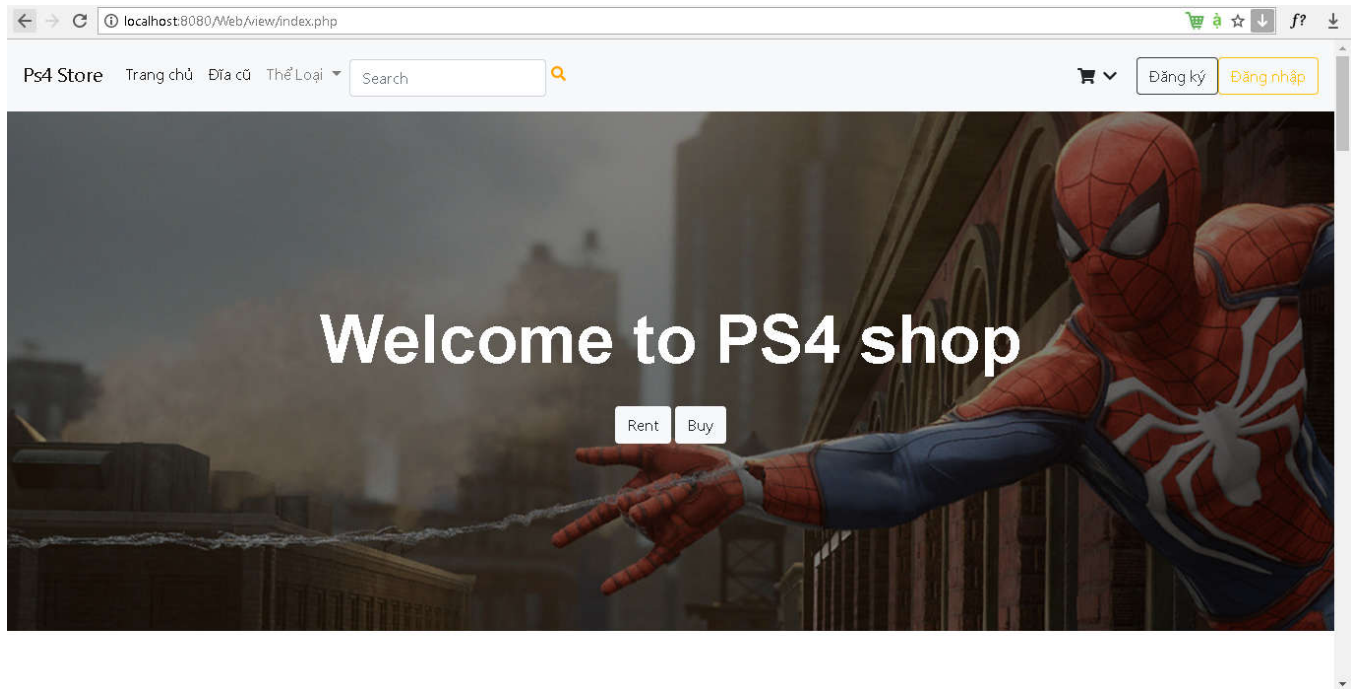 localhost:8080/Web/view/index.php
Ps4 Store Trang chủ Đĩa cũ Thể Loại Search Đăng ký Đăng nhập
Welcome to PS4 shop
Rent Buy